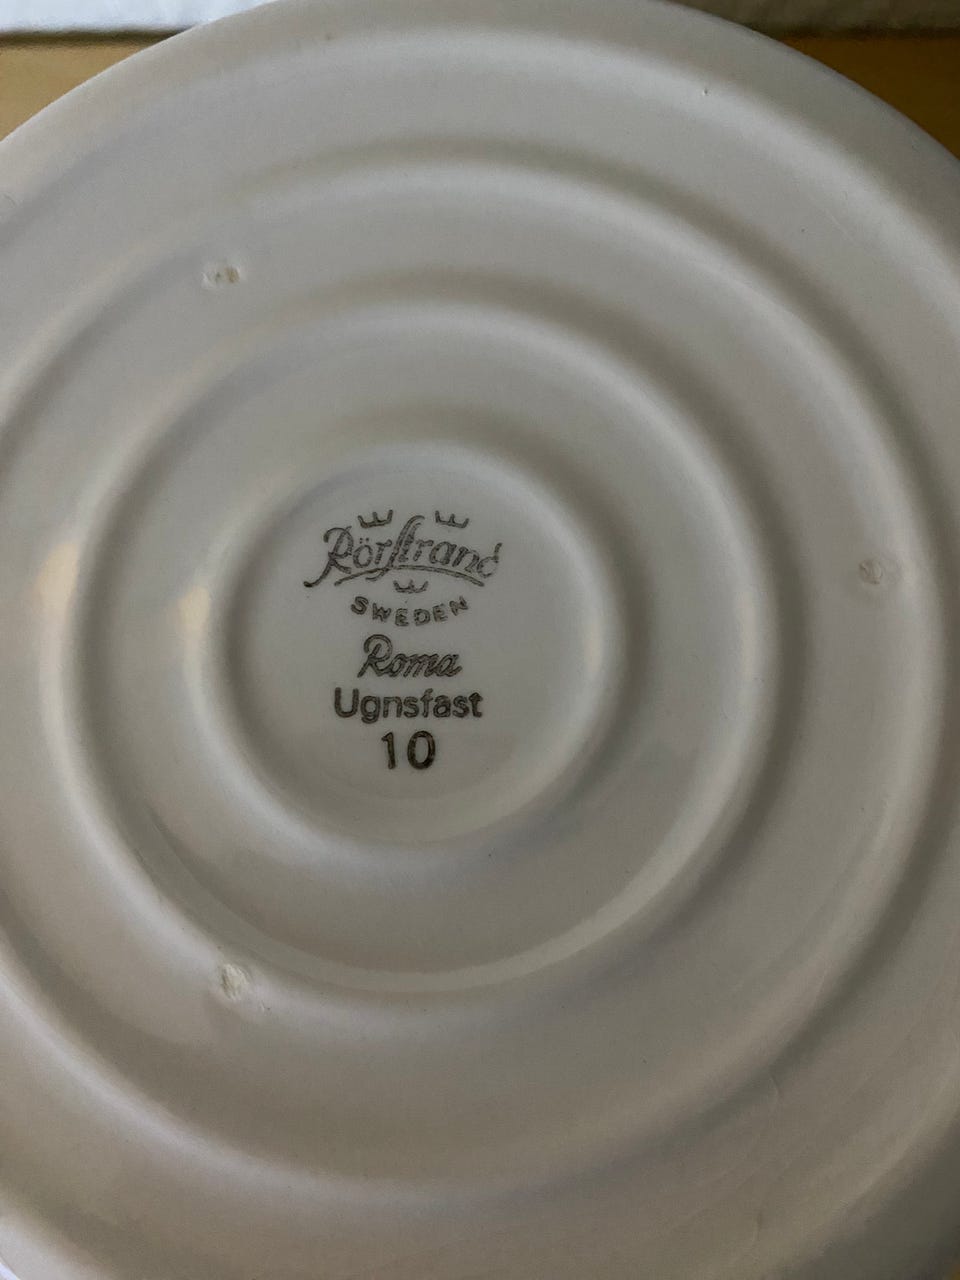 Rörstrand
SWEDEN
Roma
Ugnsfast
10